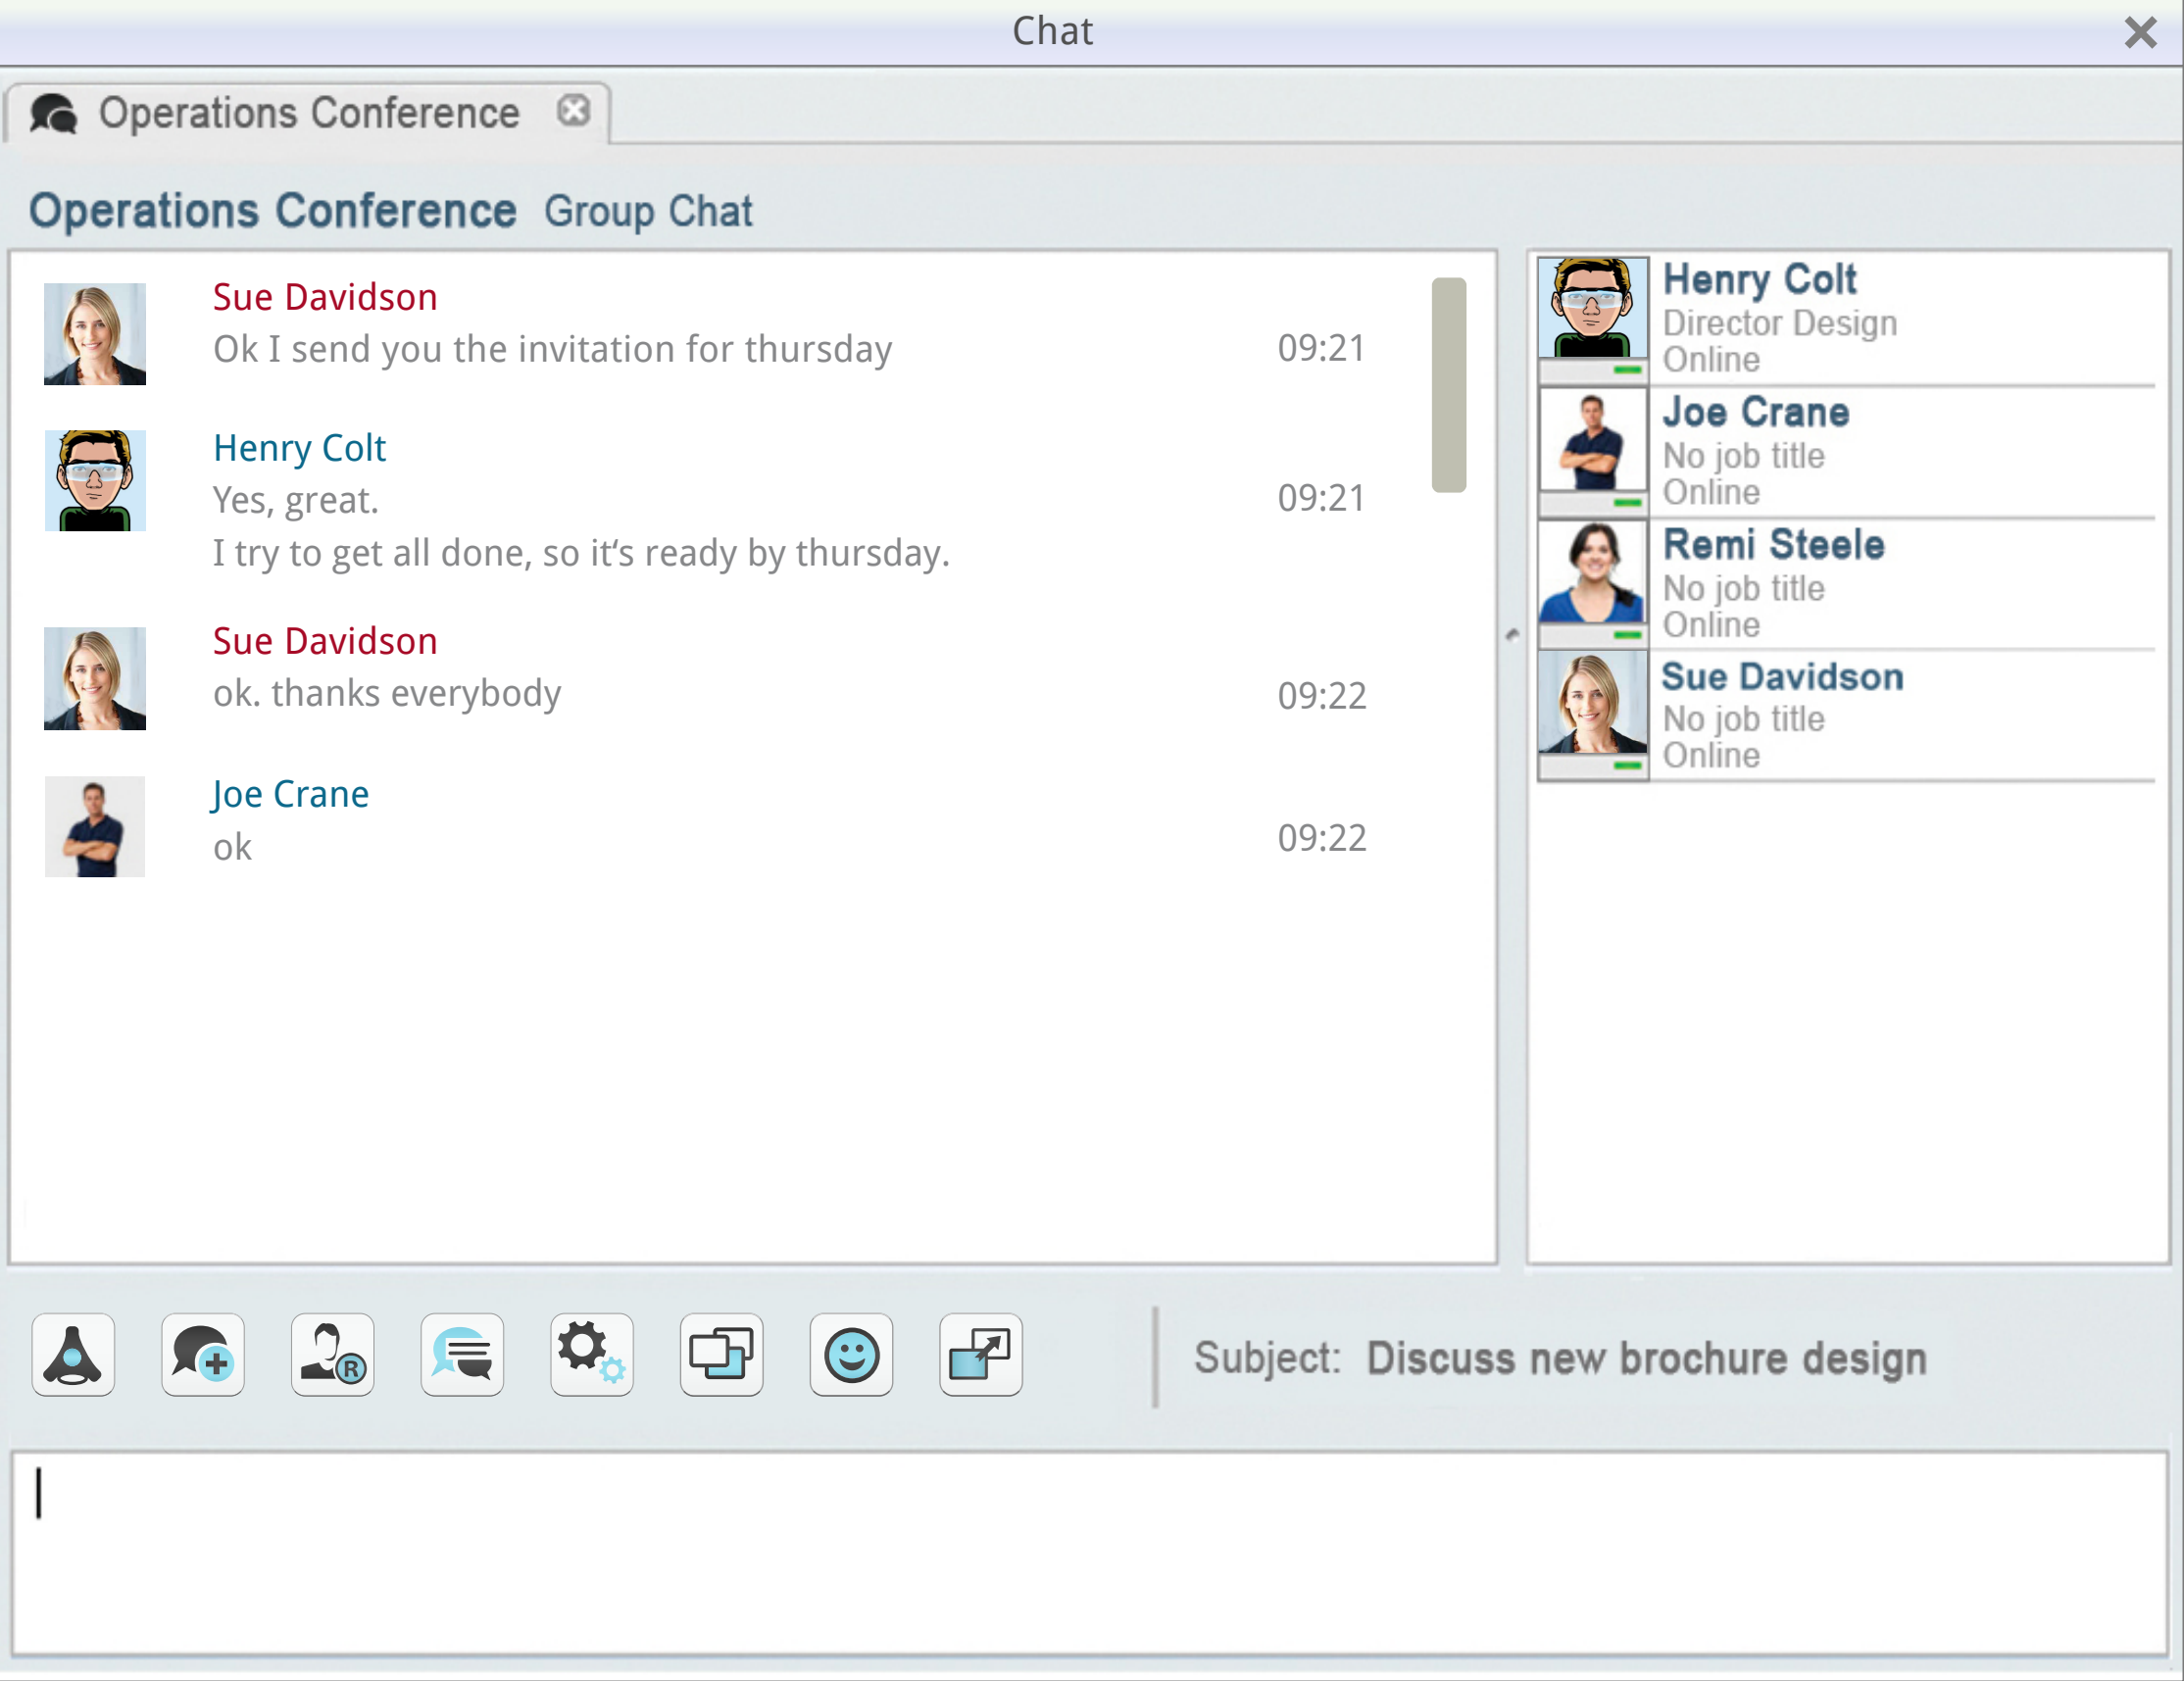 Chat
Operations Conference
Operations Conference Group Chat
Sue Davidson
Ok I send you the invitation for thursday 09:21
Henry Colt
Yes, great. 09:21
I try to get all done, so it‘s ready by thursday.
Sue Davidson
ok. thanks everybody 09:22
Joe Crane
ok 09:22
Henry Colt
Director Design
Online
Joe Crane
No job title
Online
Remi Steele
No job title
Online
Sue Davidson
No job title
Online
R
Subject: Discuss new brochure design